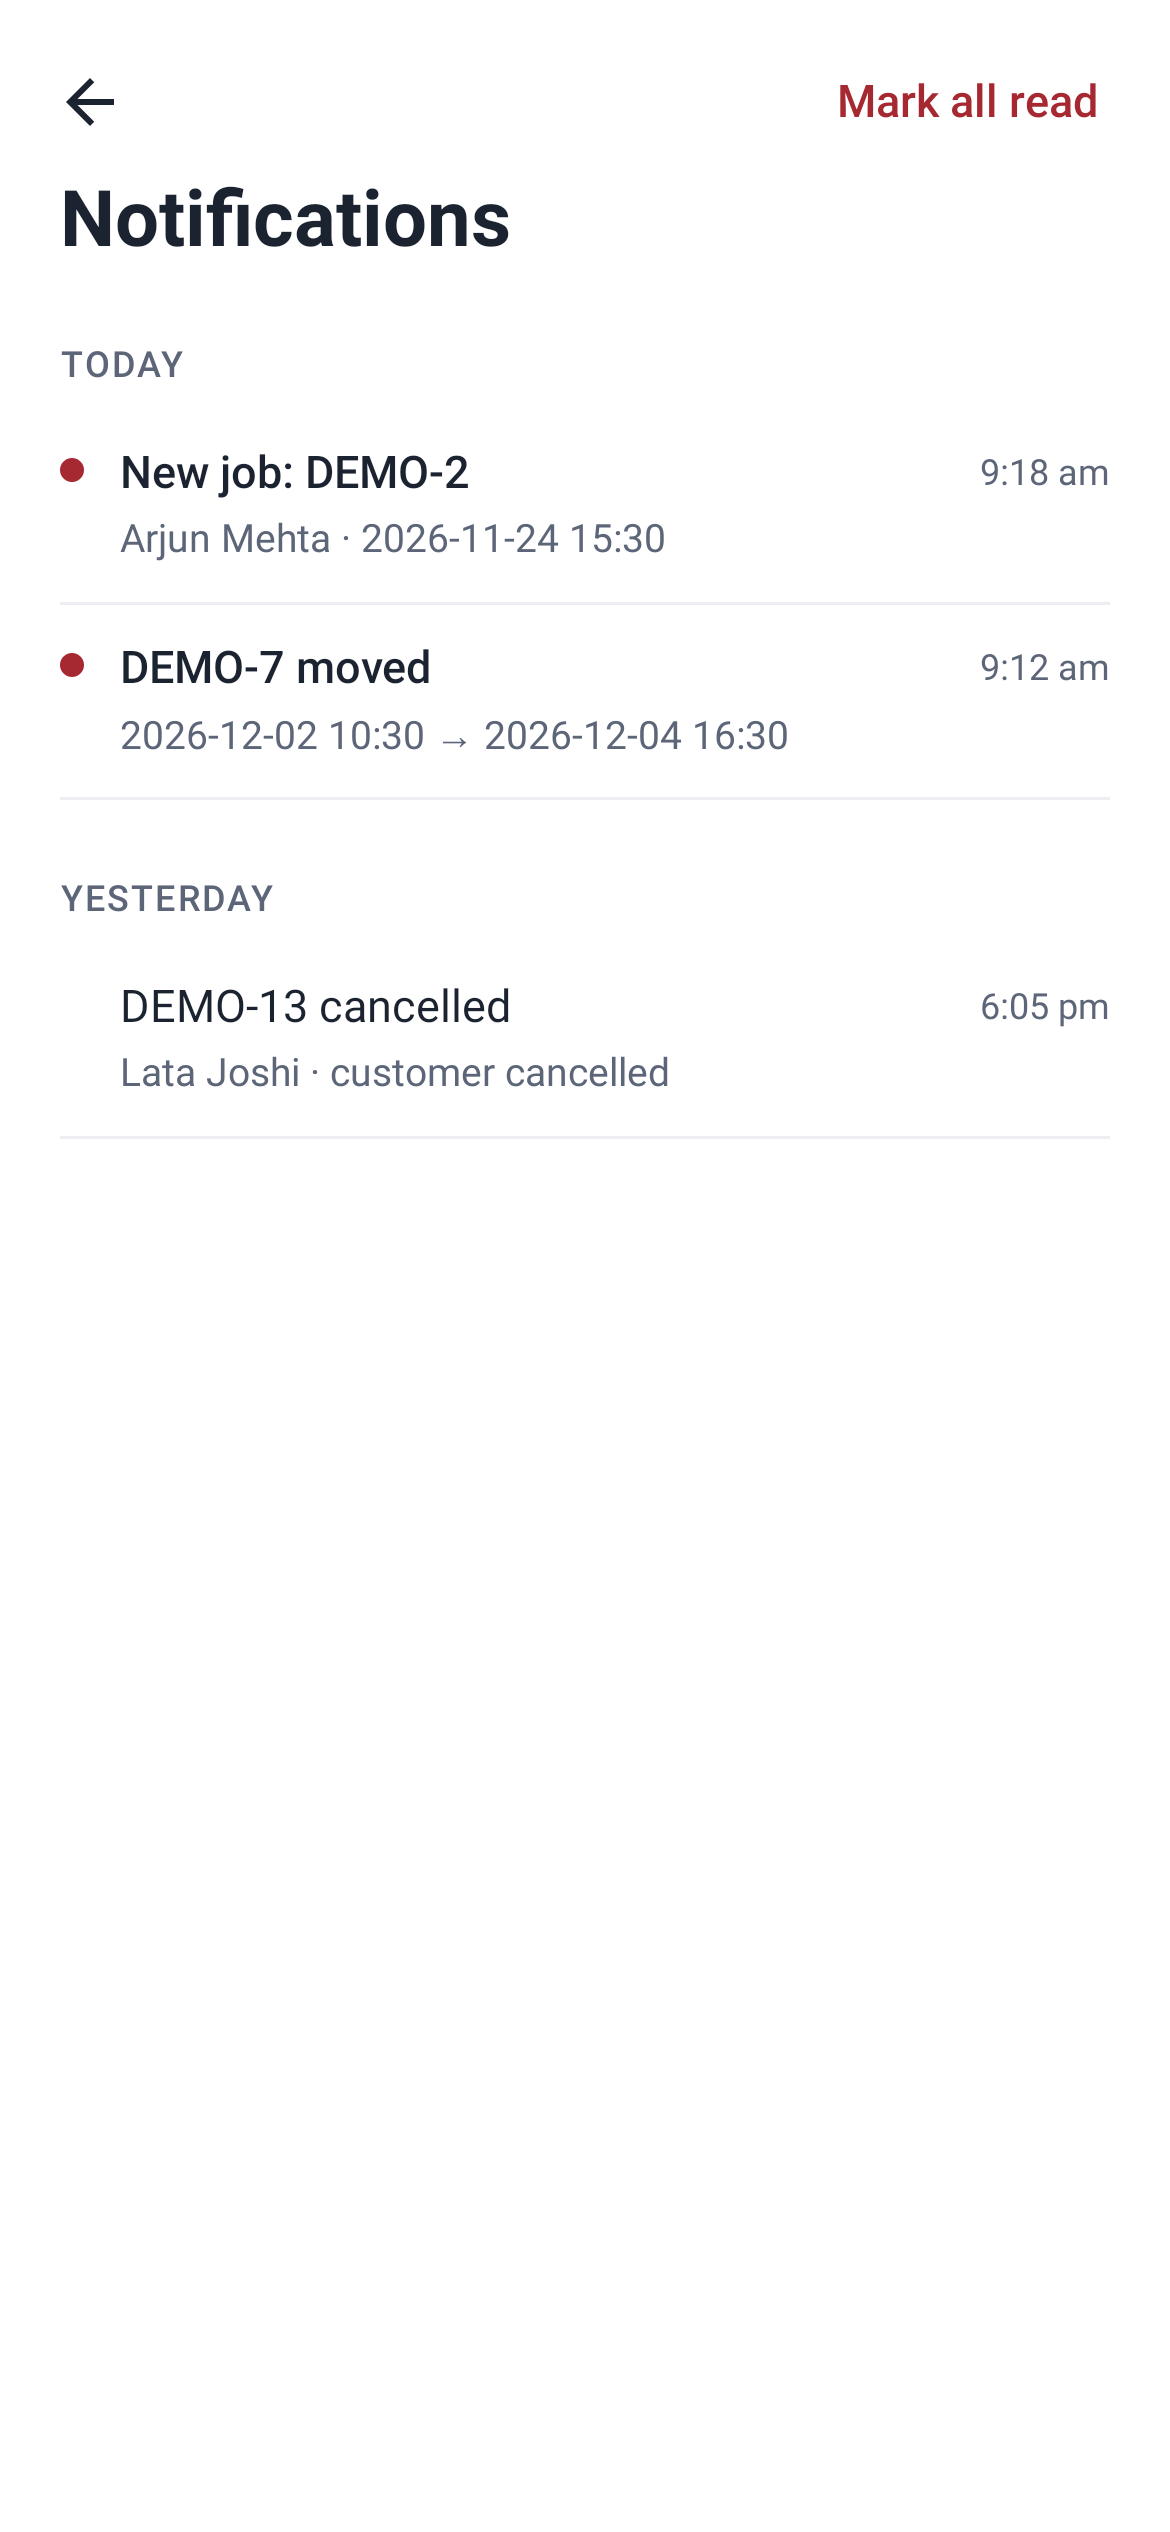 Mark all read
Notifications
TODAY
New job: DEMO-2 9:18 am
Arjun Mehta · 2026-11-24 15:30
DEMO-7 moved 9:12 am
2026-12-02 10:30 → 2026-12-04 16:30
YESTERDAY
DEMO-13 cancelled 6:05 pm
Lata Joshi · customer cancelled